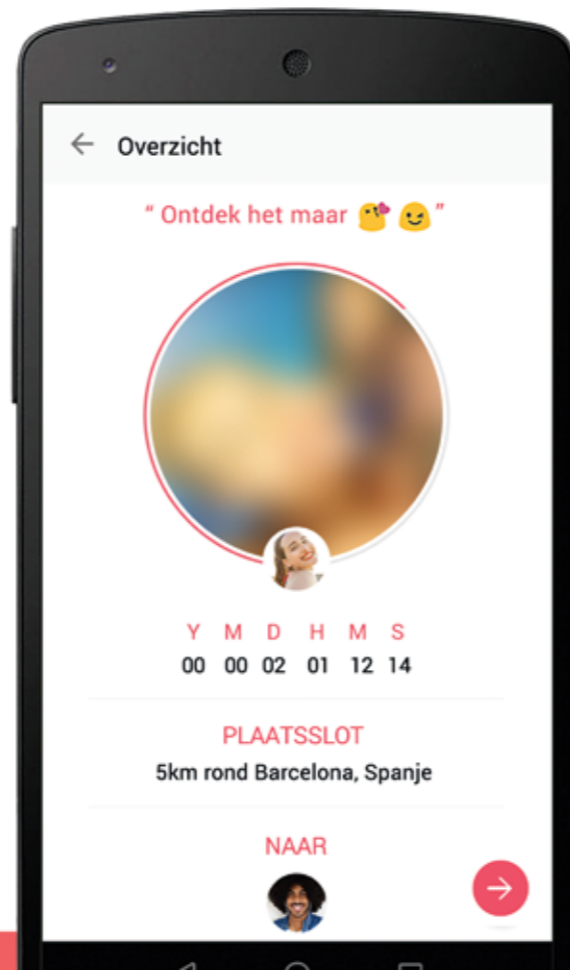 Overzicht
“ Ontdek het maar 😘 😉 ”
Y M D H M S
00 00 02 01 12 14
PLAATSSLOT
5km rond Barcelona, Spanje
NAAR